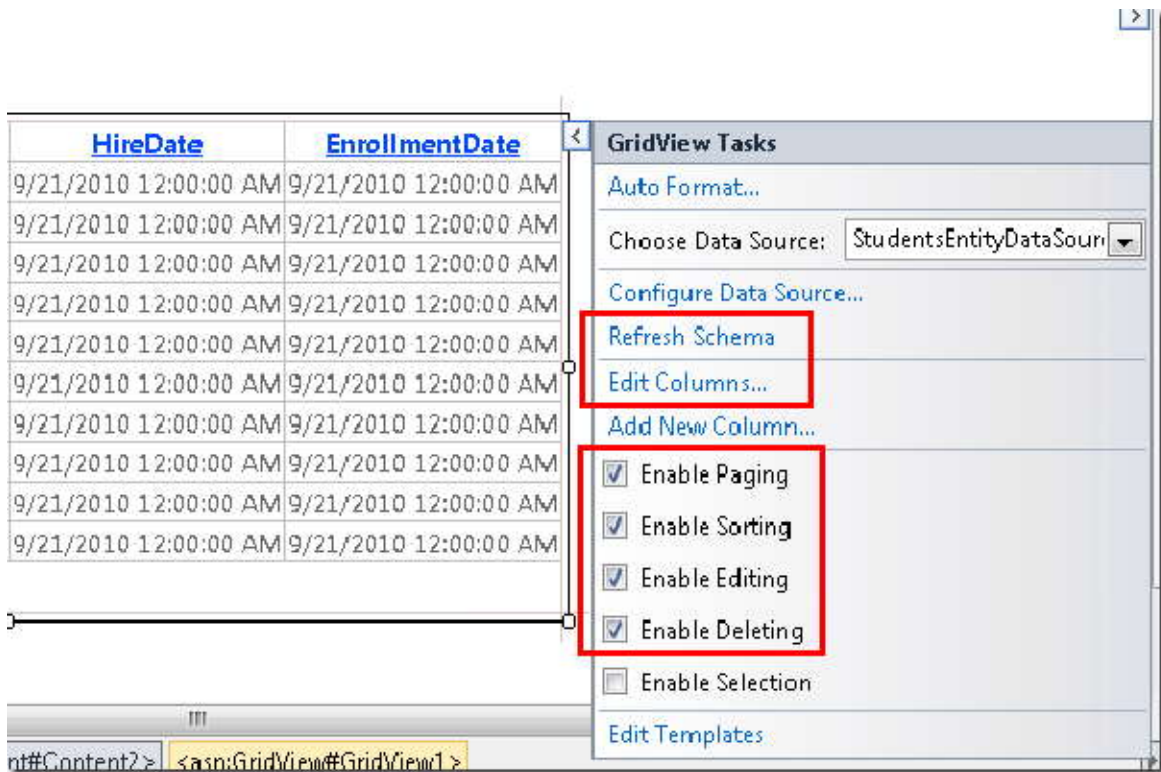 HireDate EnrollmentDate
9/21/2010 12:00:00 AM 9/21/2010 12:00:00 AM
9/21/2010 12:00:00 AM 9/21/2010 12:00:00 AM
9/21/2010 12:00:00 AM 9/21/2010 12:00:00 AM
9/21/2010 12:00:00 AM 9/21/2010 12:00:00 AM
9/21/2010 12:00:00 AM 9/21/2010 12:00:00 AM
9/21/2010 12:00:00 AM 9/21/2010 12:00:00 AM
9/21/2010 12:00:00 AM 9/21/2010 12:00:00 AM
9/21/2010 12:00:00 AM 9/21/2010 12:00:00 AM
9/21/2010 12:00:00 AM 9/21/2010 12:00:00 AM
9/21/2010 12:00:00 AM 9/21/2010 12:00:00 AM
GridView Tasks
Auto Format...
Choose Data Source: StudentsEntityDataSour
Configure Data Source...
Refresh Schema
Edit Columns...
Add New Column...
Enable Paging
Enable Sorting
Enable Editing
Enable Deleting
Enable Selection
Edit Templates
nt#Content2> <asp:GridView#GridView1>